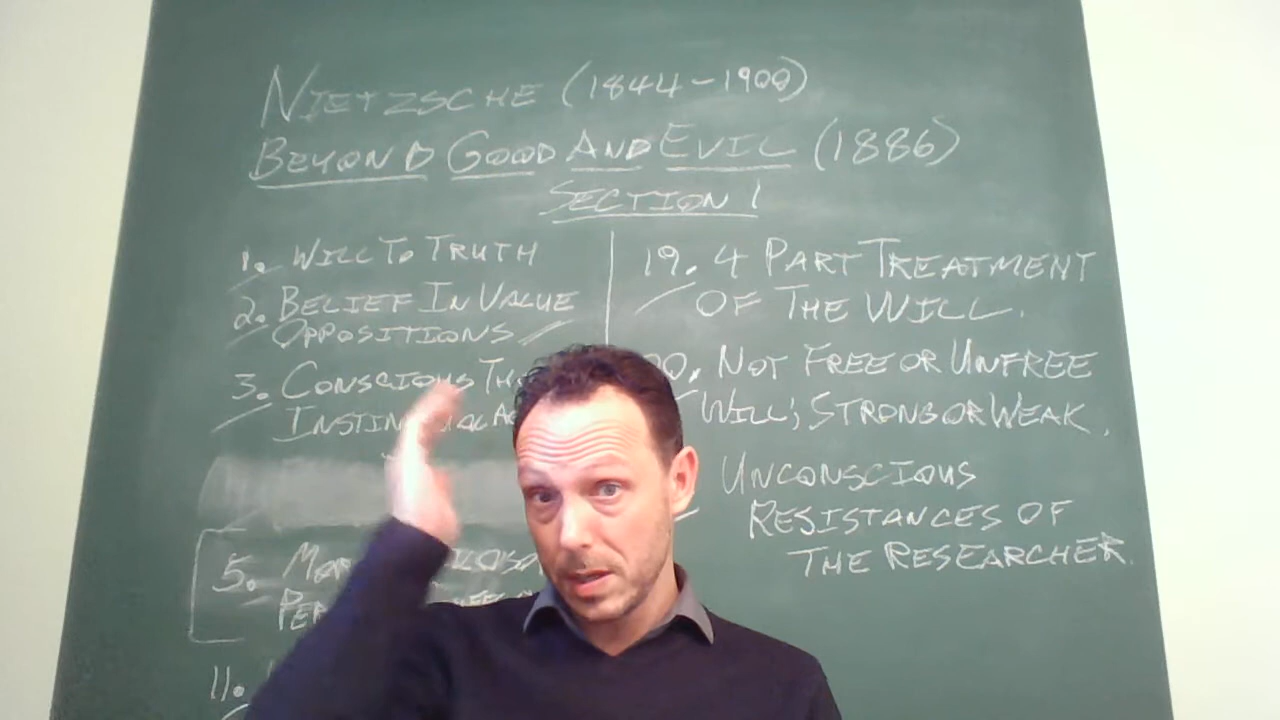 NIETZSCHE (1844-1900)
BEYOND GOOD AND EVIL (1886)
SECTION 1
1. WILL TO TRUTH
2. BELIEF IN VALUE
OPPOSITIONS
3. CONSCIOUS
5.
11.
19. 4 PART TREATMENT
OF THE WILL.
NOT FREE OR UNFREE
WILL; STRONG OR WEAK.
UNCONSCIOUS
RESISTANCES OF
THE RESEARCHER.